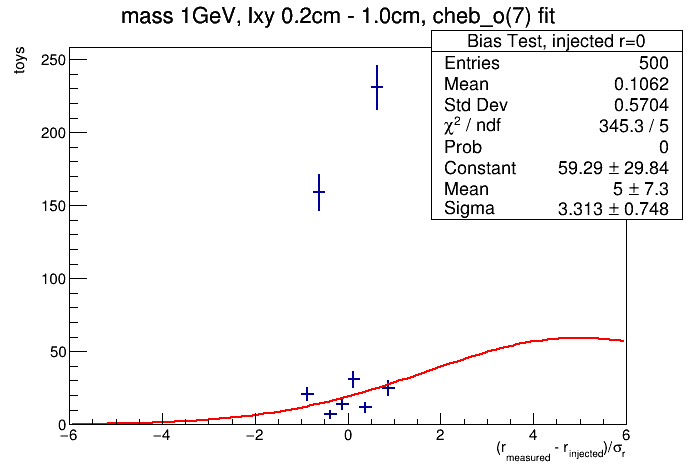 mass 1GeV, lxy 0.2cm - 1.0cm, cheb_o(7) fit
Bias Test, injected r=0
Entries 500
Mean 0.1062
Std Dev 0.5704
χ² / ndf 345.3 / 5
Prob 0
Constant 59.29 ± 29.84
Mean 5 ± 7.3
Sigma 3.313 ± 0.748
toys
250
200
150
100
50
0
−6 −4 −2 0 2 4 6
(r_measured - r_injected)/σ_r